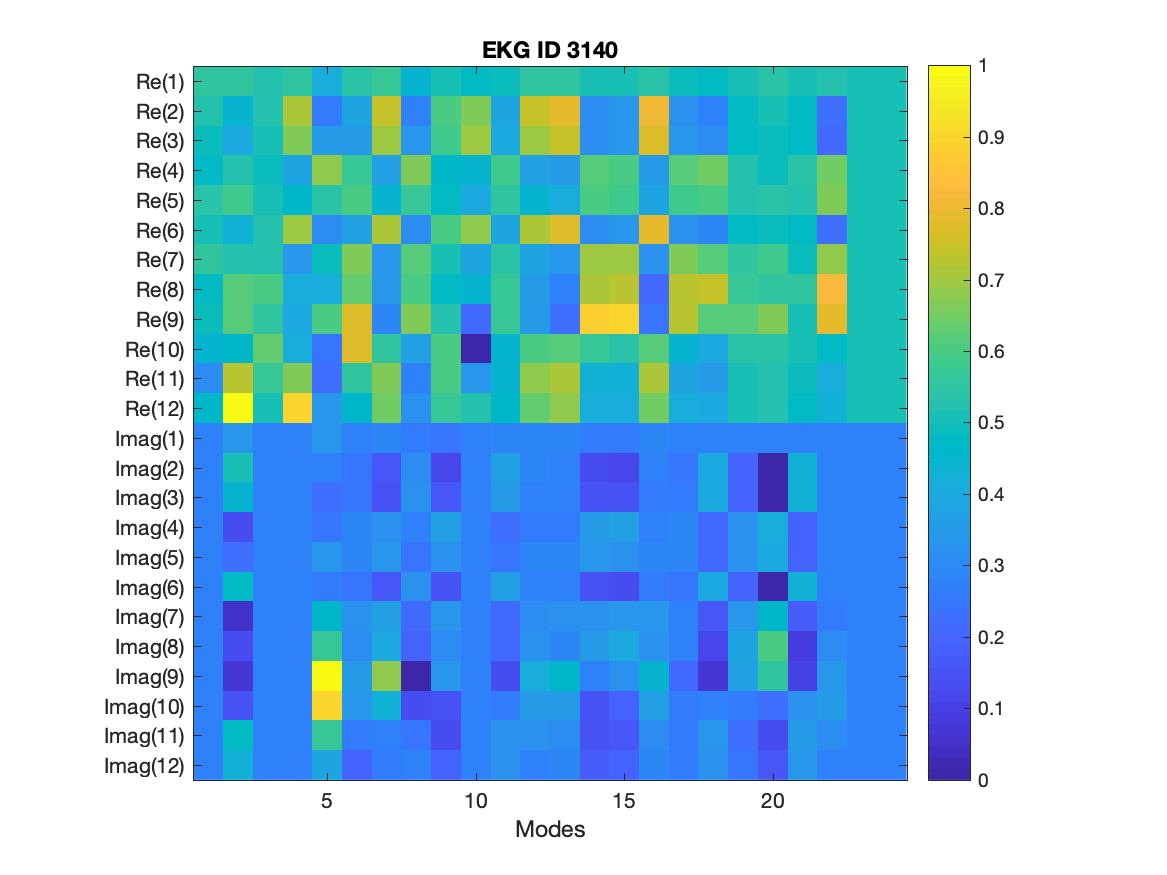 EKG ID 3140
Re(1)
Re(2)
Re(3)
Re(4)
Re(5)
Re(6)
Re(7)
Re(8)
Re(9)
Re(10)
Re(11)
Re(12)
Imag(1)
Imag(2)
Imag(3)
Imag(4)
Imag(5)
Imag(6)
Imag(7)
Imag(8)
Imag(9)
Imag(10)
Imag(11)
Imag(12)
5 10 15 20
Modes
1
0.9
0.8
0.7
0.6
0.5
0.4
0.3
0.2
0.1
0